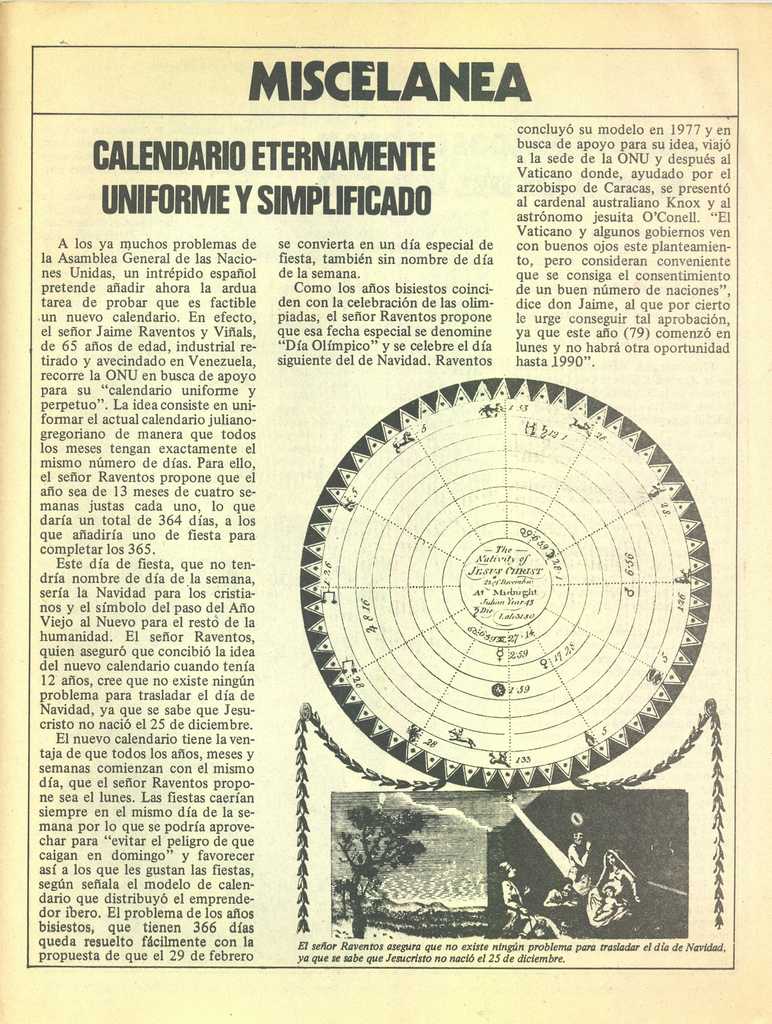 MISCELANEA
CALENDARIO ETERNAMENTE
UNIFORME Y SIMPLIFICADO
A los ya muchos problemas de
la Asamblea General de las Nacio-
nes Unidas, un intrépido español
pretende añadir ahora la ardua
tarea de probar que es factible
un nuevo calendario. En efecto,
el señor Jaime Raventos y Viñals,
de 65 años de edad, industrial re-
tirado y avecindado en Venezuela,
recorre la ONU en busca de apoyo
para su “calendario uniforme y
perpetuo”. La idea consiste en uni-
formar el actual calendario juliano-
gregoriano de manera que todos
los meses tengan exactamente el
mismo número de días. Para ello,
el señor Raventos propone que el
año sea de 13 meses de cuatro se-
manas justas cada uno, lo que
daría un total de 364 días, a los
que añadiría uno de fiesta para
completar los 365.
Este día de fiesta, que no ten-
dría nombre de día de la semana,
sería la Navidad para los cristia-
nos y el símbolo del paso del Año
Viejo al Nuevo para el resto de la
humanidad. El señor Raventos,
quien aseguró que concibió la idea
del nuevo calendario cuando tenía
12 años, cree que no existe ningún
problema para trasladar el día de
Navidad, ya que se sabe que Jesu-
cristo no nació el 25 de diciembre.
El nuevo calendario tiene la ven-
taja de que todos los años, meses y
semanas comienzan con el mismo
día, que el señor Raventos propo-
ne sea el lunes. Las fiestas caerían
siempre en el mismo día de la se-
mana por lo que se podría aprove-
char para “evitar el peligro de que
caigan en domingo” y favorecer
así a los que les gustan las fiestas,
según señala el modelo de calen-
dario que distribuyó el emprende-
dor ibero. El problema de los años
bisiestos, que tienen 366 días
queda resuelto fácilmente con la
propuesta de que el 29 de febrero
se convierta en un día especial de
fiesta, también sin nombre de día
de la semana.
Como los años bisiestos coinci-
den con la celebración de las olim-
piadas, el señor Raventos propone
que esa fecha especial se denomine
“Día Olímpico” y se celebre el día
siguiente del de Navidad. Raventos
concluyó su modelo en 1977 y en
busca de apoyo para su idea, viajó
a la sede de la ONU y después al
Vaticano donde, ayudado por el
arzobispo de Caracas, se presentó
al cardenal australiano Knox y al
astrónomo jesuita O’Conell. “El
Vaticano y algunos gobiernos ven
con buenos ojos este planteamien-
to, pero consideran conveniente
que se consiga el consentimiento
de un buen número de naciones”,
dice don Jaime, al que por cierto
le urge conseguir tal aprobación,
ya que este año (79) comenzó en
lunes y no habrá otra oportunidad
hasta 1990”.
The
Nativity of
JESUS CHRIST
At Midnight
El señor Raventos asegura que no existe ningún problema para trasladar el día de Navidad,
ya que se sabe que Jesucristo no nació el 25 de diciembre.